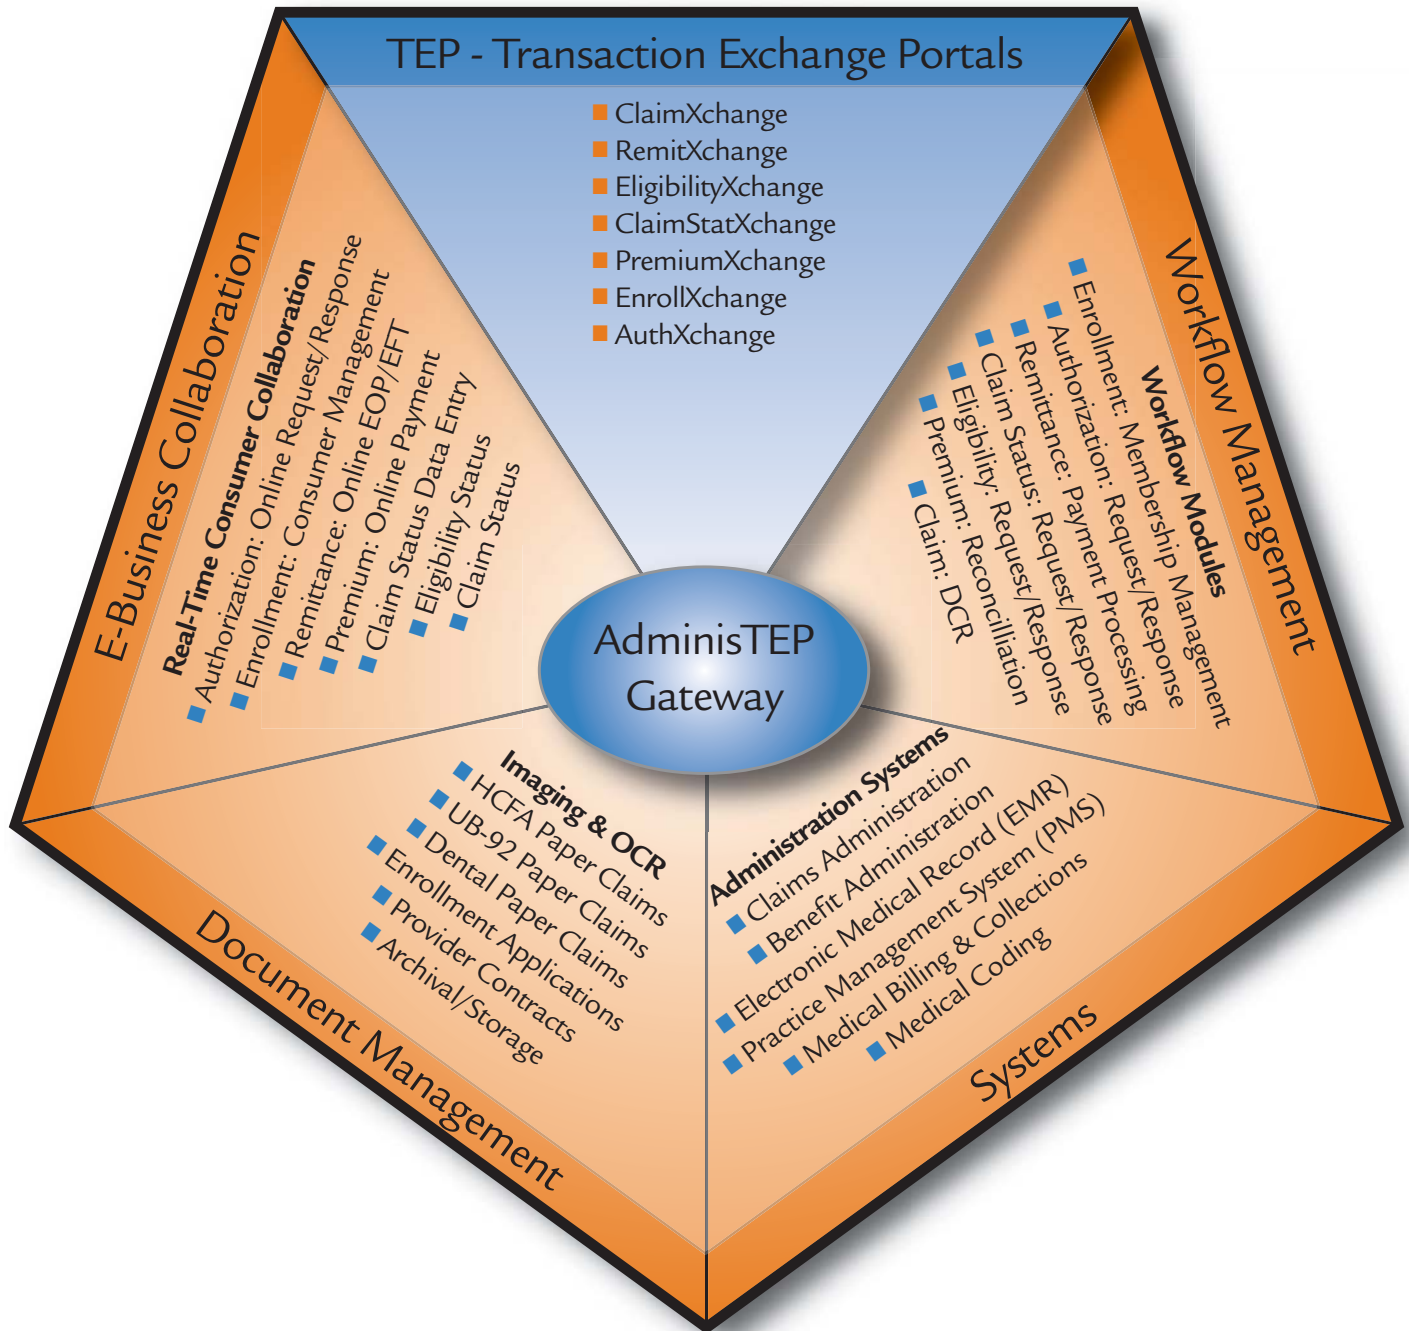 TEP - Transaction Exchange Portals
ClaimXchange
RemitXchange
EligibilityXchange
ClaimStatXchange
PremiumXchange
EnrollXchange
AuthXchange
E-Business Collaboration
Real-Time Consumer Collaboration
Authorization: Online Request/Response
Enrollment: Consumer Management
Remittance: Online EOP/EFT
Premium: Online Payment
Claim Status Data Entry
Eligibility Status
Claim Status
Workflow Management
Workflow Modules
Enrollment: Membership Management
Authorization: Request/Response
Remittance: Payment Processing
Claim Status: Request/Response
Eligibility: Request/Response
Premium: Reconcilliation
Claim: DCR
AdminisTEP
Gateway
Imaging & OCR
HCFA Paper Claims
UB-92 Paper Claims
Dental Paper Claims
Enrollment Applications
Provider Contracts
Archival/Storage
Document Management
Administration Systems
Claims Administration
Benefit Administration
Electronic Medical Record (EMR)
Practice Management System (PMS)
Medical Billing & Collections
Medical Coding
Systems